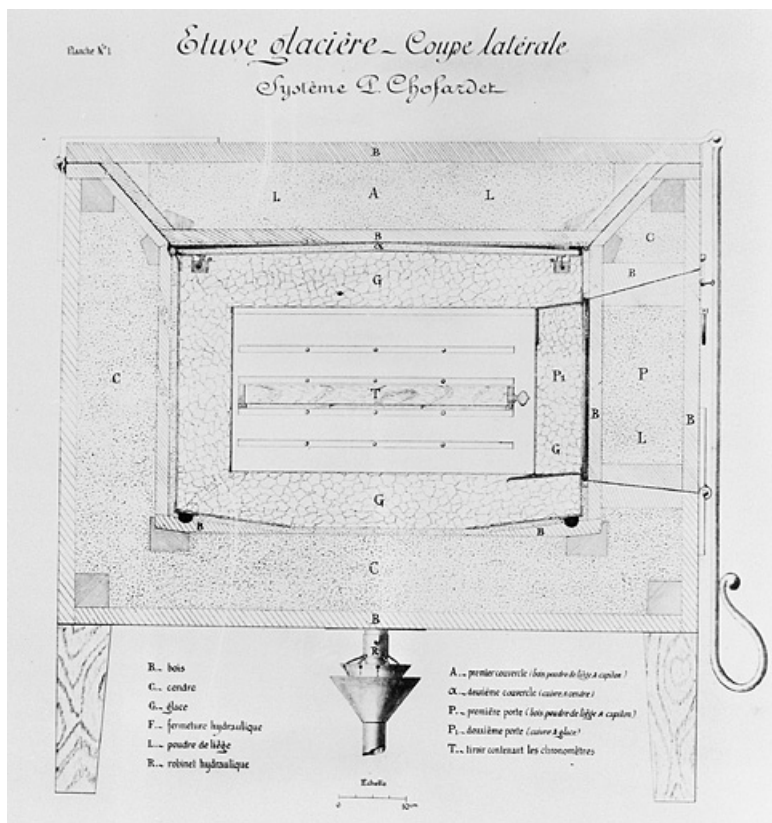 Planche N° 1
Etuve glacière – Coupe latérale
Système P. Chofardet
B
L A L
B
α
C
G
B
C
P1
P
T
B
B
L
G
G
B
B
C
B
R
B._ bois
C._ cendre
G._ glace
F._ fermeture hydraulique
L._ poudre de liège
R._ robinet hydraulique
A._ premier couvercle (bois poudre de liège & capiton)
α._ deuxième couvercle (cuivre & cendre)
P._ première porte (bois poudre de liège & capiton)
P1._ deuxième porte (cuivre & glace)
T._ tiroir contenant les chronomètres
Echelle
0 10cm